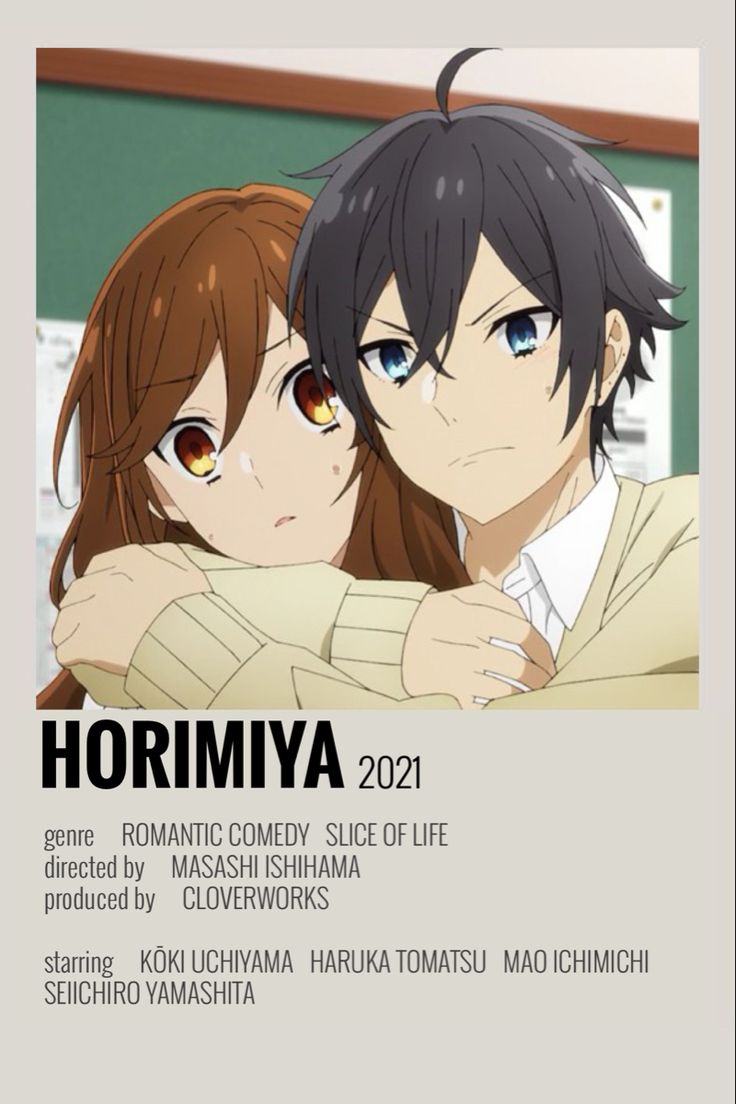 HORIMIYA 2021
genre ROMANTIC COMEDY SLICE OF LIFE
directed by MASASHI ISHIHAMA
produced by CLOVERWORKS
starring KŌKI UCHIYAMA HARUKA TOMATSU MAO ICHIMICHI
SEIICHIRO YAMASHITA